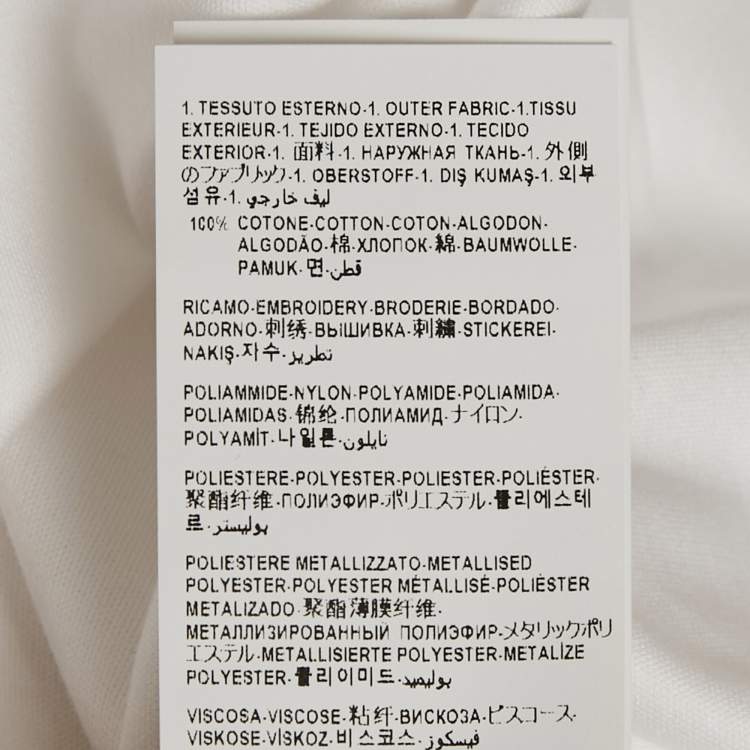 1. TESSUTO ESTERNO-1. OUTER FABRIC-1.TISSU
EXTERIEUR-1. TEJIDO EXTERNO-1. TECIDO
EXTERIOR-1. 面料-1. НАРУЖНАЯ ТКАНЬ-1. 外側
のファブリック-1. OBERSTOFF-1. DIŞ KUMAŞ-1. 외부
섬유-1. ليف خارجي
100% COTONE-COTTON-COTON-ALGODON-
ALGODÃO-棉-ХЛОПОК-綿-BAUMWOLLE-
PAMUK-면-قطن
RICAMO-EMBROIDERY-BRODERIE-BORDADO-
ADORNO-刺绣-ВЫШИВКА-刺繍-STICKEREI-
NAKIŞ-자수-تطريز
POLIAMMIDE-NYLON-POLYAMIDE-POLIAMIDA-
POLIAMIDAS-锦纶-ПОЛИАМИД-ナイロン-
POLYAMİT-나일론-نايلون
POLIESTERE-POLYESTER-POLIESTER-POLIÉSTER-
聚酯纤维-ПОЛИЭФИР-ポリエステル-폴리에스테
르-بوليستر
POLIESTERE METALLIZZATO-METALLISED
POLYESTER-POLYESTER MÉTALLISÉ-POLIÉSTER
METALIZADO-聚酯薄膜纤维-
МЕТАЛЛИЗИРОВАННЫЙ ПОЛИЭФИР-メタリックポリ
エステル-METALLISIERTE POLYESTER-METALIZE
POLYESTER-폴리이미드-بوليميد
VISCOSA-VISCOSE-粘纤-ВИСКОЗА-ビスコース-
VISKOSE-VİSKOZ-비스코스-فيسكوز